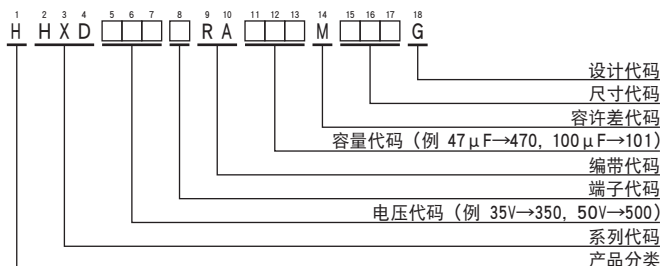 1 2 3 4 5 6 7 8 9 10 11 12 13 14 15 16 17 18
H HXD □□□ □ RA □□□ M □□□ G
设计代码
尺寸代码
容许差代码
容量代码（例 47μF→470, 100μF→101）
编带代码
端子代码
电压代码（例 35V→350, 50V→500）
系列代码
产品分类